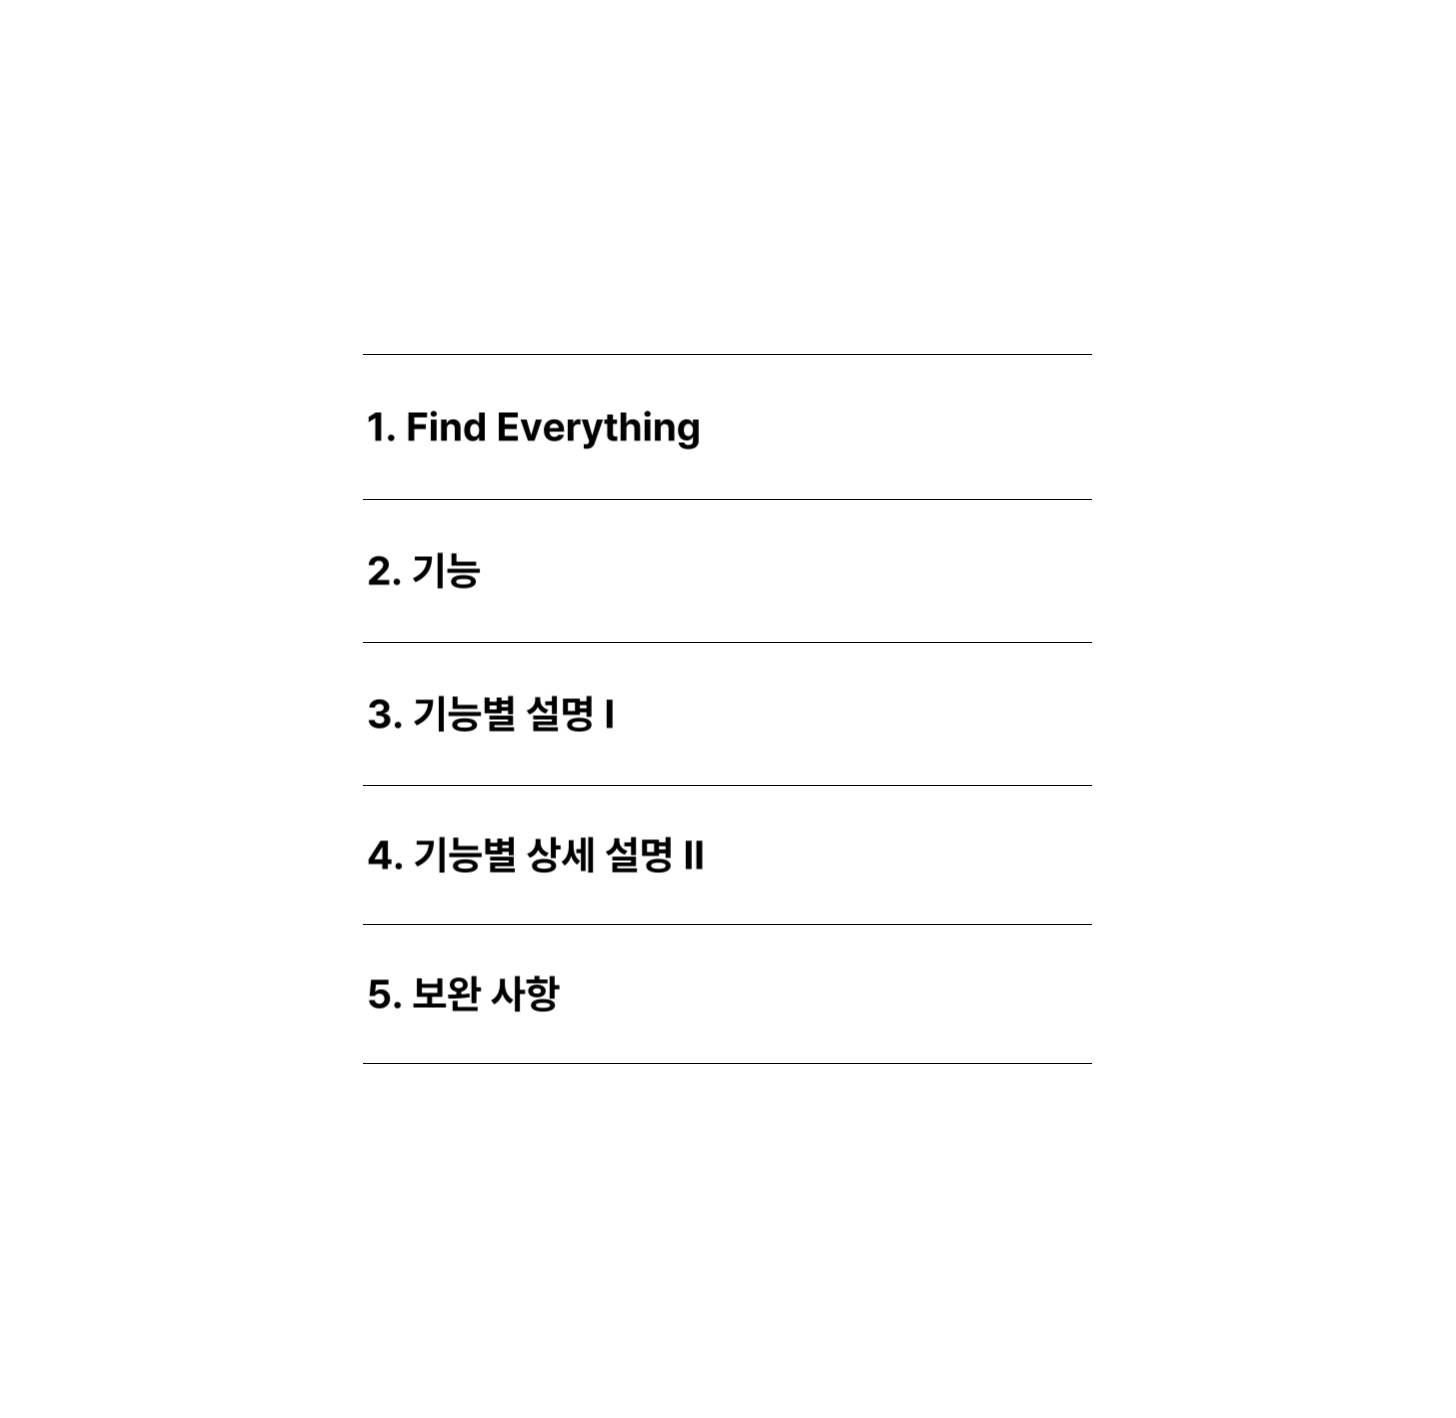 1. Find Everything
2. 기능
3. 기능별 설명 I
4. 기능별 상세 설명 II
5. 보완 사항